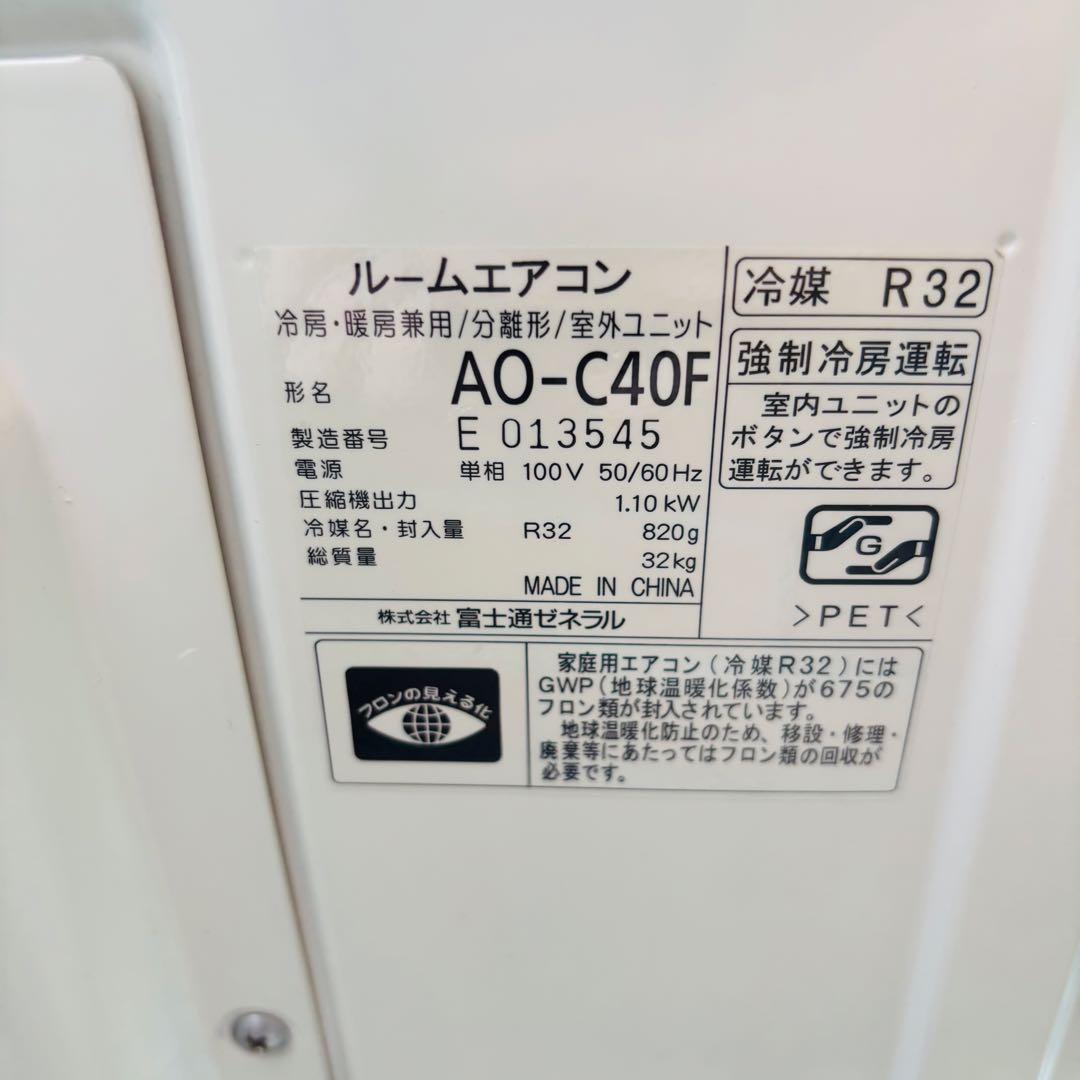 ルームエアコン
冷房・暖房兼用/分離形/室外ユニット
形名 AO-C40F
製造番号 E 013545
電源 単相 100V 50/60Hz
圧縮機出力 1.10kW
冷媒名・封入量 R32 820g
総質量 32kg
MADE IN CHINA
株式会社 富士通ゼネラル
冷媒 R32
強制冷房運転
室内ユニットの
ボタンで強制冷房
運転ができます。
G
>PET<
フロンの見える化
家庭用エアコン(冷媒R32)には
GWP(地球温暖化係数)が675の
フロン類が封入されています。
地球温暖化防止のため、移設・修理・
廃棄等にあたってはフロン類の回収が
必要です。